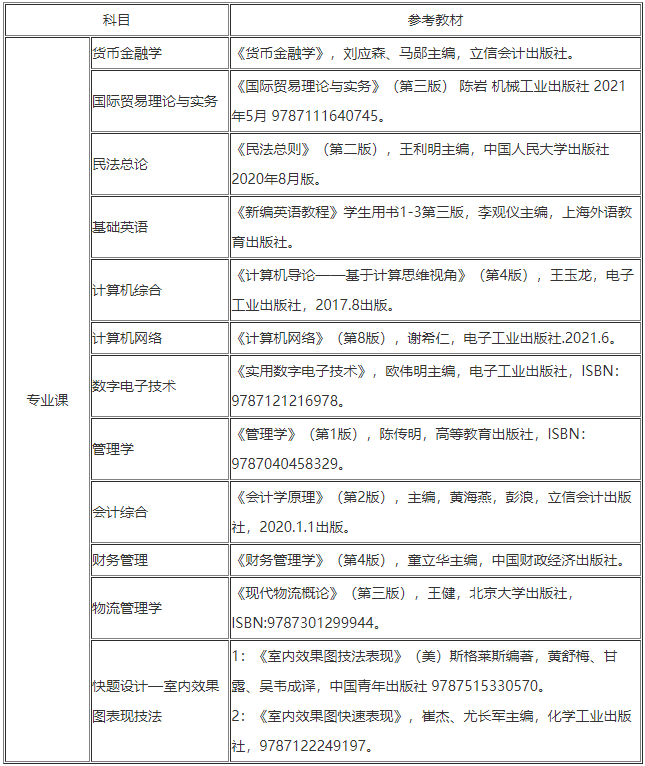 科目 参考教材
专业课
货币金融学 《货币金融学》，刘应森、马郧主编，立信会计出版社。
国际贸易理论与实务
《国际贸易理论与实务》（第三版） 陈岩 机械工业出版社 2021
年5月 9787111640745。
民法总论
《民法总则》（第二版），王利明主编，中国人民大学出版社
2020年8月版。
基础英语
《新编英语教程》学生用书1-3第三版，李观仪主编，上海外语教
育出版社。
计算机综合
《计算机导论——基于计算思维视角》（第4版），王玉龙，电子
工业出版社，2017.8出版。
计算机网络 《计算机网络》（第8版），谢希仁，电子工业出版社.2021.6。
数字电子技术
《实用数字电子技术》，欧伟明主编，电子工业出版社，ISBN：
9787121216978。
管理学
《管理学》（第1版），陈传明，高等教育出版社，ISBN：
9787040458329。
会计综合
《会计学原理》（第2版），主编，黄海燕，彭浪，立信会计出版
社，2020.1.1出版。
财务管理 《财务管理学》（第4版），童立华主编，中国财政经济出版社。
物流管理学
《现代物流概论》（第三版），王健，北京大学出版社，
ISBN:9787301299944。
快题设计—室内效果
图表现技法
1：《室内效果图技法表现》（美）斯格莱斯编著，黄舒梅、甘
露、吴韦成译，中国青年出版社 9787515330570。
2：《室内效果图快速表现》，崔杰、尤长军主编，化学工业出版
社，9787122249197。